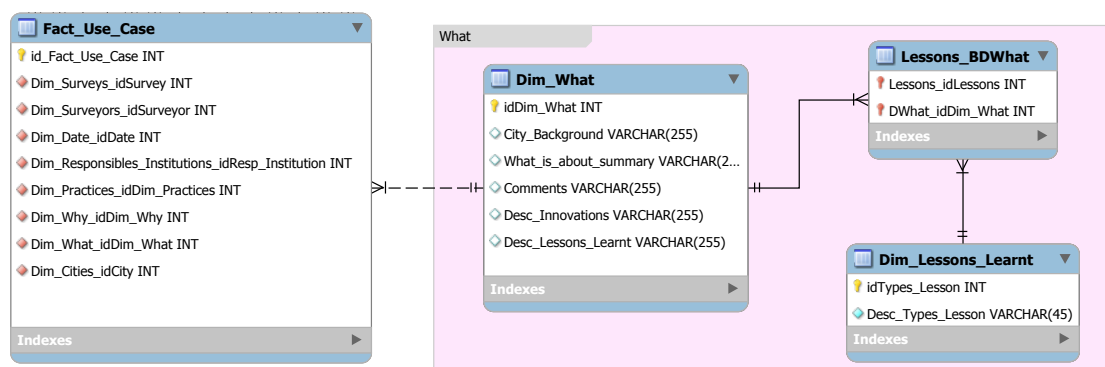 Fact_Use_Case
id_Fact_Use_Case INT
Dim_Surveys_idSurvey INT
Dim_Surveyors_idSurveyor INT
Dim_Date_idDate INT
Dim_Responsibles_Institutions_idResp_Institution INT
Dim_Practices_idDim_Practices INT
Dim_Why_idDim_Why INT
Dim_What_idDim_What INT
Dim_Cities_idCity INT
Indexes
What
Dim_What
idDim_What INT
City_Background VARCHAR(255)
What_is_about_summary VARCHAR(2...
Comments VARCHAR(255)
Desc_Innovations VARCHAR(255)
Desc_Lessons_Learnt VARCHAR(255)
Indexes
Lessons_BDWhat
Lessons_idLessons INT
DWhat_idDim_What INT
Indexes
Dim_Lessons_Learnt
idTypes_Lesson INT
Desc_Types_Lesson VARCHAR(45)
Indexes